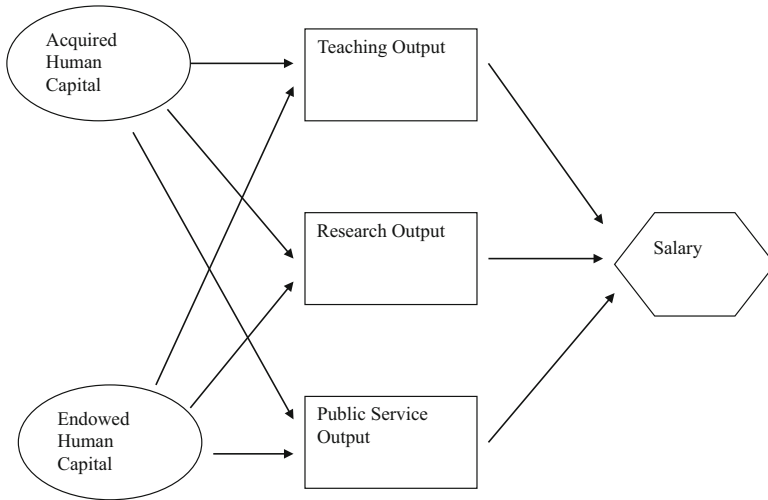 Acquired
Human
Capital
Teaching Output
Research Output
Salary
Endowed
Human
Capital
Public Service
Output